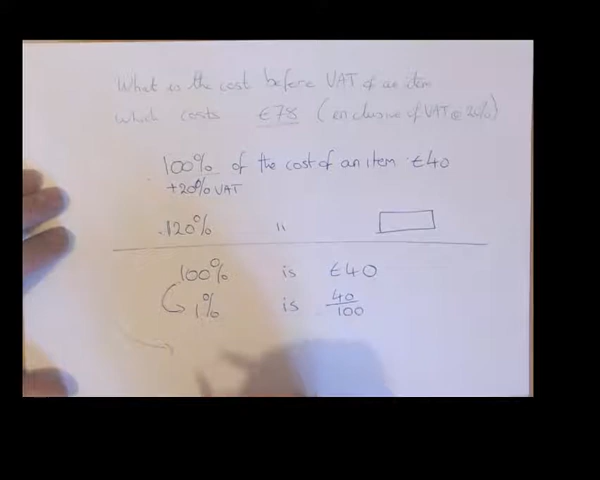 What is the cost before VAT of an item
which costs €78 (inclusive of VAT @ 20%)
100% of the cost of an item €40
+20% VAT
120% "
100% is €40
1% is 40/100